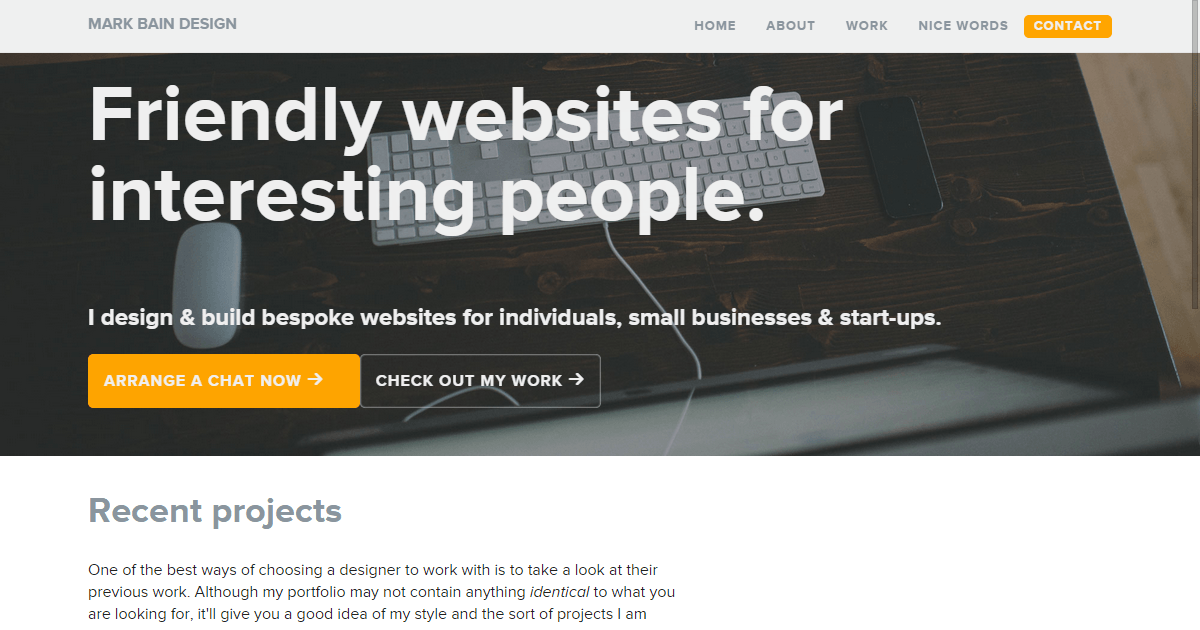 MARK BAIN DESIGN
HOME ABOUT WORK NICE WORDS CONTACT
Friendly websites for
interesting people.
I design & build bespoke websites for individuals, small businesses & start-ups.
ARRANGE A CHAT NOW →
CHECK OUT MY WORK →
Recent projects
One of the best ways of choosing a designer to work with is to take a look at their
previous work. Although my portfolio may not contain anything identical to what you
are looking for, it'll give you a good idea of my style and the sort of projects I am